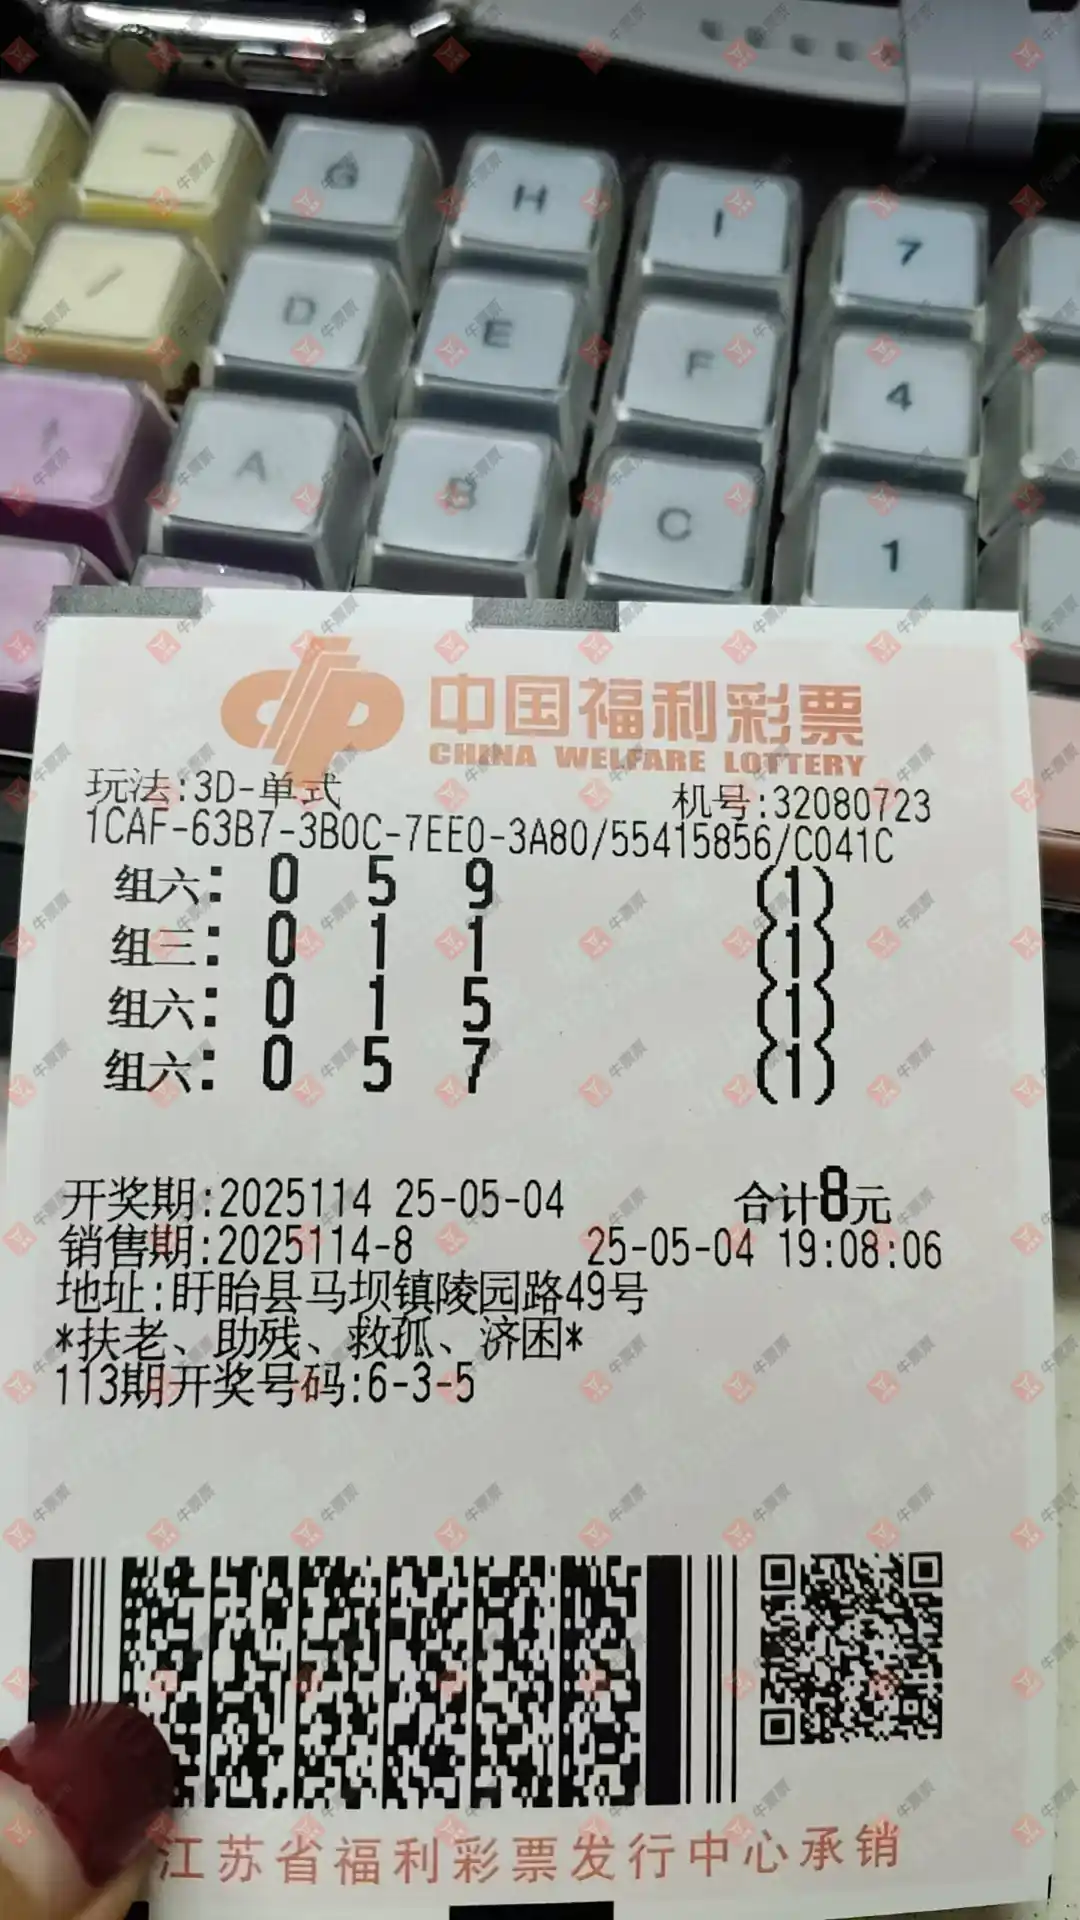 -
G
H
I
7
/
D
E
F
4
A
B
C
1
中国福利彩票
CHINA WELFARE LOTTERY
玩法:3D-单式 机号:32080723
1CAF-63B7-3B0C-7EE0-3A80/55415856/C041C
组六: 0 5 9 (1)
组三: 0 1 1 (1)
组六: 0 1 5 (1)
组六: 0 5 7 (1)
开奖期:2025114 25-05-04 合计8元
销售期:2025114-8 25-05-04 19:08:06
地址:盱眙县马坝镇陵园路49号
*扶老、助残、救孤、济困*
113期开奖号码:6-3-5
江苏省福利彩票发行中心承销
牛票票